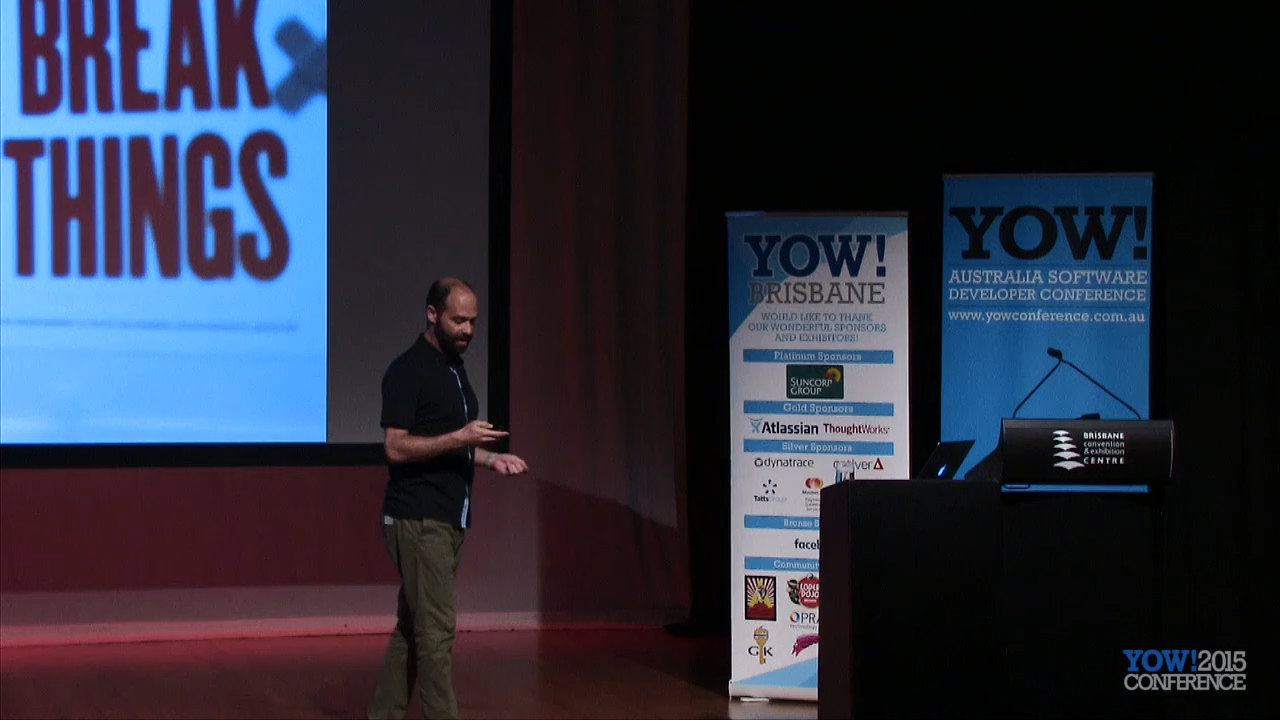 BREAK
THINGS
YOW!
BRISBANE
WOULD LIKE TO THANK
OUR WONDERFUL SPONSORS
AND EXHIBITORS!
Platinum Sponsors
SUNCORP
GROUP
Gold Sponsors
Atlassian ThoughtWorks
Silver Sponsors
dynatrace
Tatts
Bronze
GK
YOW!
AUSTRALIA SOFTWARE
DEVELOPER CONFERENCE
www.yowconference.com.au
BRISBANE
convention
& exhibition
CENTRE
YOW! 2015
CONFERENCE